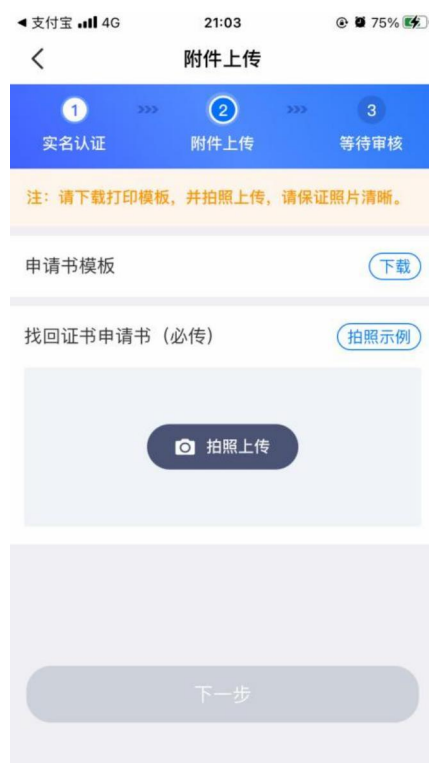 支付宝 4G 21:03 75%
附件上传
1 >>> 2 >>> 3
实名认证 附件上传 等待审核
注：请下载打印模板，并拍照上传，请保证照片清晰。
申请书模板 下载
找回证书申请书（必传） 拍照示例
拍照上传
下一步